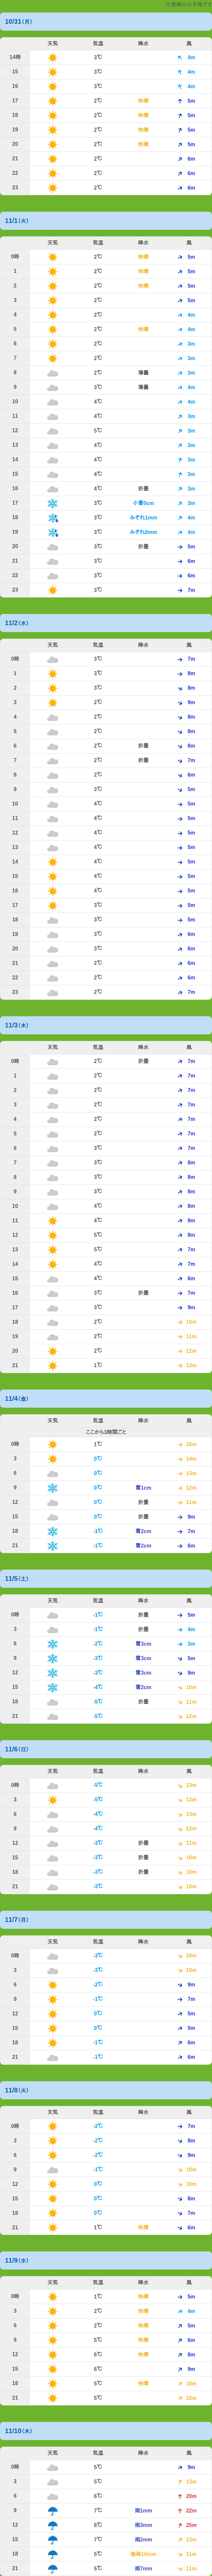 10/31(月)
天気 気温 降水 風
14時 3℃ 4m
15 3℃ 4m
16 3℃ 4m
17 2℃ 快晴 5m
18 2℃ 快晴 5m
19 2℃ 快晴 5m
20 2℃ 快晴 5m
21 2℃ 6m
22 2℃ 6m
23 2℃ 6m
11/1(火)
天気 気温 降水 風
0時 2℃ 快晴 5m
1 2℃ 快晴 5m
2 2℃ 快晴 5m
3 2℃ 5m
4 2℃ 4m
5 2℃ 快晴 4m
6 2℃ 3m
7 2℃ 3m
8 2℃ 薄曇 3m
9 3℃ 薄曇 4m
10 4℃ 4m
11 4℃ 3m
12 5℃ 3m
13 4℃ 3m
14 4℃ 3m
15 4℃ 3m
16 4℃ 折曇 3m
17 3℃ 小雪0cm 3m
18 3℃ みぞれ1mm 4m
19 3℃ みぞれ0mm 4m
20 3℃ 折曇 5m
21 3℃ 6m
22 3℃ 6m
23 3℃ 7m
11/2(水)
天気 気温 降水 風
0時 3℃ 7m
1 3℃ 8m
2 3℃ 8m
3 2℃ 9m
4 2℃ 8m
5 2℃ 8m
6 2℃ 折曇 8m
7 2℃ 折曇 7m
8 2℃ 6m
9 3℃ 5m
10 4℃ 5m
11 4℃ 5m
12 4℃ 5m
13 4℃ 5m
14 4℃ 5m
15 4℃ 5m
16 4℃ 5m
17 3℃ 5m
18 3℃ 5m
19 3℃ 6m
20 3℃ 6m
21 2℃ 6m
22 2℃ 6m
23 2℃ 7m
11/3(木)
天気 気温 降水 風
0時 2℃ 折曇 7m
1 2℃ 7m
2 2℃ 7m
3 2℃ 7m
4 2℃ 7m
5 2℃ 7m
6 3℃ 7m
7 3℃ 8m
8 3℃ 8m
9 3℃ 8m
10 4℃ 8m
11 4℃ 8m
12 5℃ 8m
13 5℃ 7m
14 4℃ 7m
15 4℃ 6m
16 3℃ 折曇 7m
17 3℃ 9m
18 2℃ 10m
19 2℃ 11m
20 2℃ 12m
21 1℃ 13m
11/4(金)
天気 気温 降水 風
ここから3時間ごと
0時 1℃ 15m
3 0℃ 14m
6 0℃ 13m
9 0℃ 雪1cm 12m
12 0℃ 折曇 11m
15 0℃ 折曇 9m
18 -1℃ 雪2cm 7m
21 -1℃ 雪2cm 6m
11/5(土)
天気 気温 降水 風
0時 -1℃ 折曇 5m
3 -1℃ 折曇 4m
6 -2℃ 雪3cm 3m
9 -3℃ 雪3cm 5m
12 -3℃ 雪3cm 9m
15 -4℃ 雪2cm 10m
18 -5℃ 折曇 11m
21 -5℃ 12m
11/6(日)
天気 気温 降水 風
0時 -5℃ 13m
3 -5℃ 13m
6 -4℃ 13m
9 -4℃ 12m
12 -3℃ 折曇 11m
15 -3℃ 折曇 10m
18 -3℃ 折曇 10m
21 -3℃ 10m
11/7(月)
天気 気温 降水 風
0時 -3℃ 10m
3 -3℃ 10m
6 -2℃ 9m
9 -1℃ 7m
12 0℃ 5m
15 0℃ 5m
18 -1℃ 6m
21 -1℃ 6m
11/8(火)
天気 気温 降水 風
0時 -2℃ 7m
3 -2℃ 8m
6 -2℃ 9m
9 -1℃ 10m
12 0℃ 10m
15 0℃ 8m
18 0℃ 7m
21 1℃ 快晴 6m
11/9(水)
天気 気温 降水 風
0時 1℃ 快晴 5m
3 2℃ 快晴 4m
6 2℃ 快晴 5m
9 5℃ 快晴 6m
12 6℃ 快晴 8m
15 6℃ 9m
18 5℃ 快晴 10m
21 5℃ 10m
11/10(木)
天気 気温 降水 風
0時 5℃ 9m
3 5℃ 13m
6 6℃ 20m
9 7℃ 雨1mm 22m
12 8℃ 雨3mm 25m
15 7℃ 雨2mm 13m
18 5℃ 11m
21 5℃ 雨7mm 11m